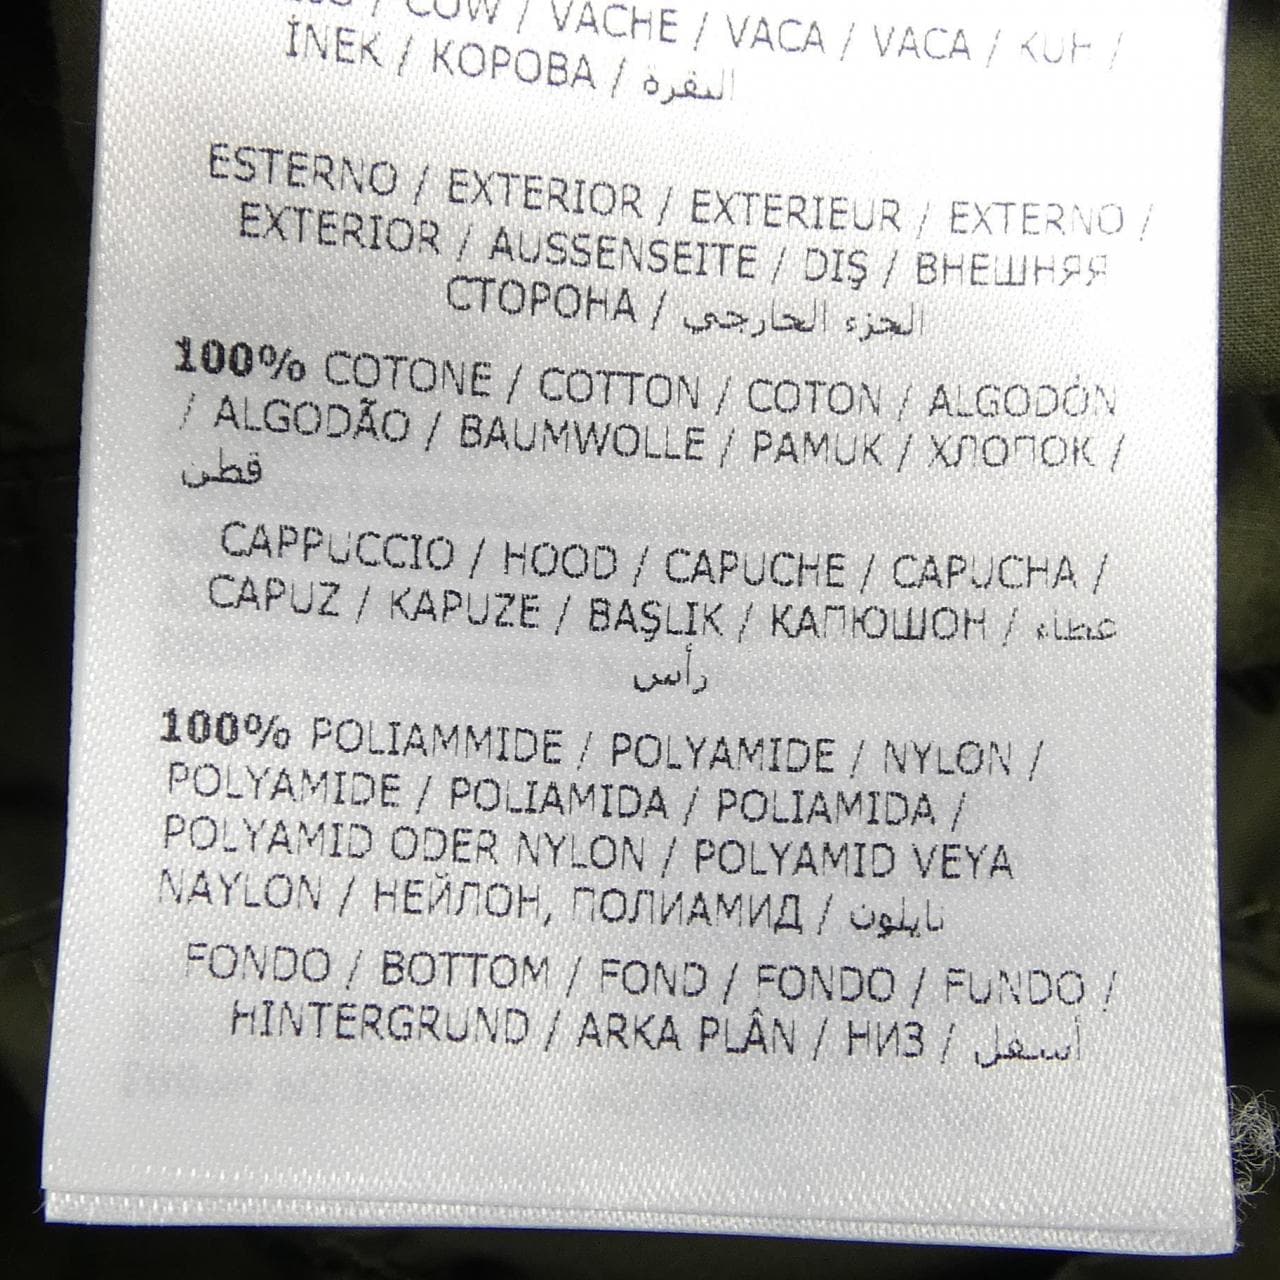 / COW / VACHE / VACA / VACA / KUH /
İNEK / КОРОВА / البقرة
ESTERNO / EXTERIOR / EXTERIEUR / EXTERNO /
EXTERIOR / AUSSENSEITE / DIŞ / ВНЕШНЯЯ
СТОРОНА / الجزء الخارجي
100% COTONE / COTTON / COTON / ALGODÓN
/ ALGODÃO / BAUMWOLLE / PAMUK / ХЛОПОК /
قطن
CAPPUCCIO / HOOD / CAPUCHE / CAPUCHA /
CAPUZ / KAPUZE / BAŞLIK / КАПЮШОН / غطاء
رأس
100% POLIAMMIDE / POLYAMIDE / NYLON /
POLYAMIDE / POLIAMIDA / POLIAMIDA /
POLYAMID ODER NYLON / POLYAMID VEYA
NAYLON / НЕЙЛОН, ПОЛИАМИД / نايلون
FONDO / BOTTOM / FOND / FONDO / FUNDO /
HINTERGRUND / ARKA PLÂN / НИЗ / أسفل